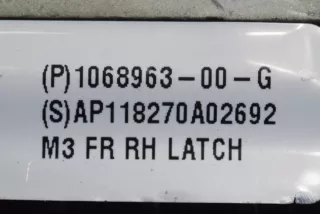 (P)1068963-00-G
(S)AP118270A02692
M3 FR RH LATCH